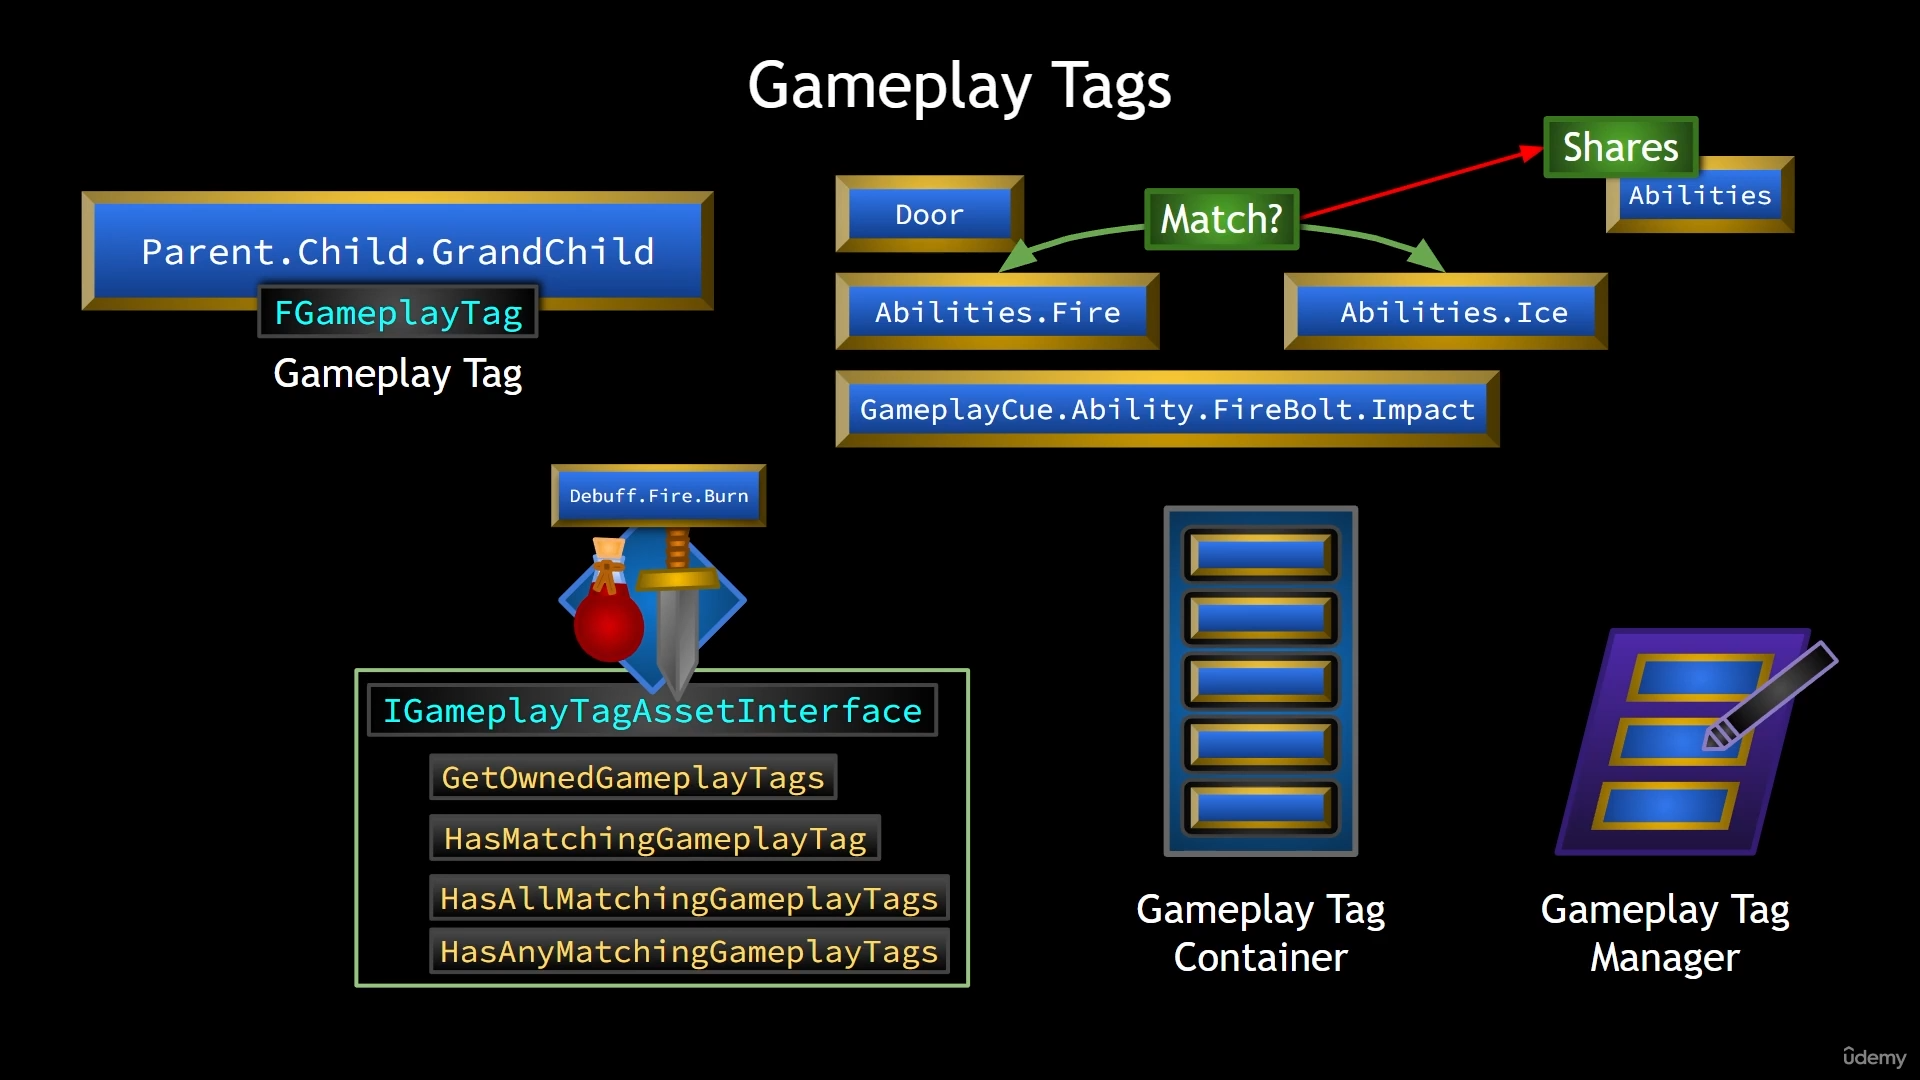 Gameplay Tags
Parent.Child.GrandChild
FGameplayTag
Gameplay Tag
Door
Match?
Shares
Abilities
Abilities.Fire
Abilities.Ice
GameplayCue.Ability.FireBolt.Impact
Debuff.Fire.Burn
IGameplayTagAssetInterface
GetOwnedGameplayTags
HasMatchingGameplayTag
HasAllMatchingGameplayTags
HasAnyMatchingGameplayTags
Gameplay Tag
Container
Gameplay Tag
Manager
udemy